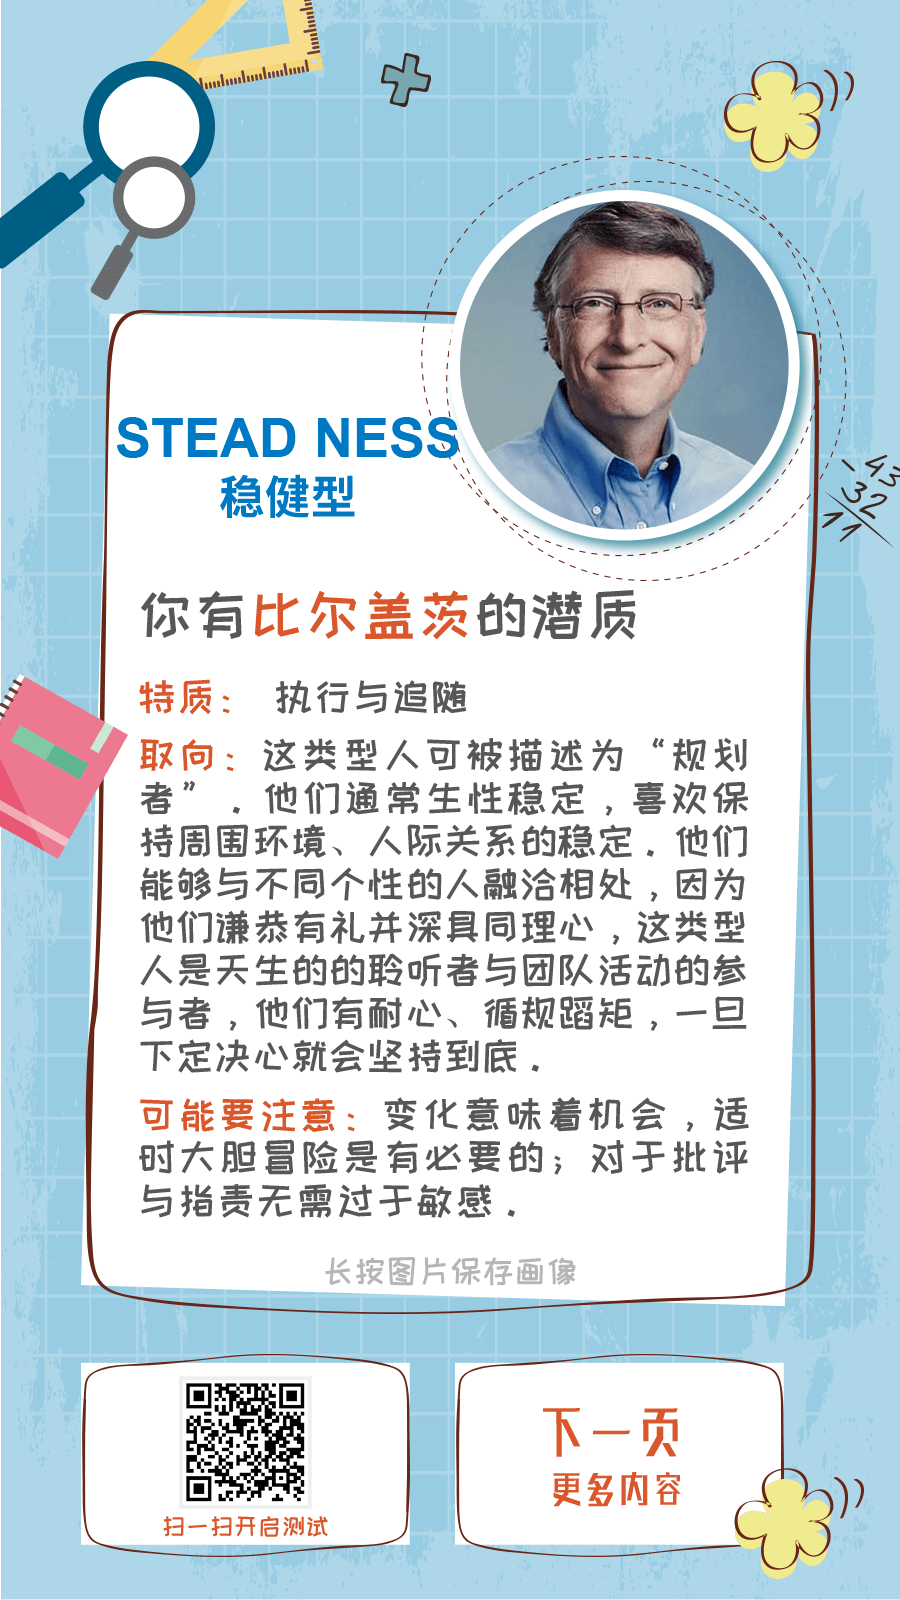 STEAD NESS
稳健型
- 43
32
11
你有比尔盖茨的潜质
特质： 执行与追随
取向：这类型人可被描述为“规划
者”．他们通常生性稳定，喜欢保
持周围环境、人际关系的稳定．他们
能够与不同个性的人融洽相处，因为
他们谦恭有礼并深具同理心，这类型
人是天生的的聆听者与团队活动的参
与者，他们有耐心、循规蹈矩，一旦
下定决心就会坚持到底．
可能要注意：变化意味着机会，适
时大胆冒险是有必要的；对于批评
与指责无需过于敏感．
长按图片保存画像
扫一扫开启测试
下一页
更多内容